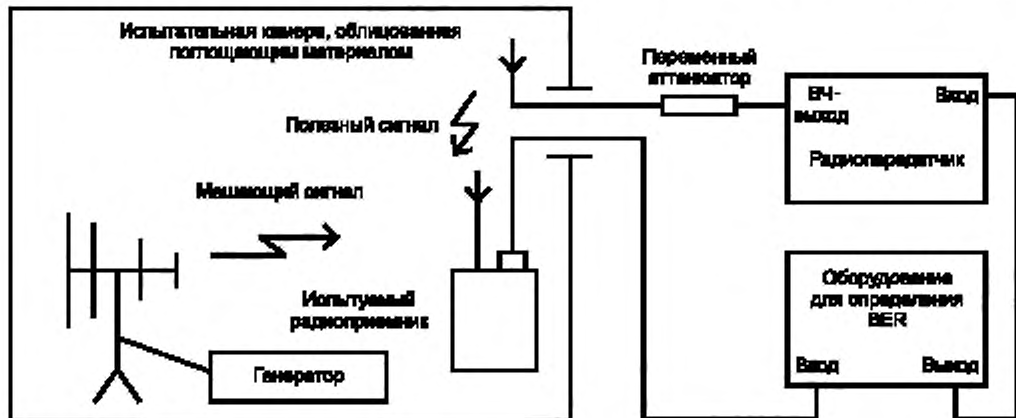 Испытательная камера, облицованная
поглощающим материалом
Переменный
аттенюатор
ВЧ-
выход
Вход
Радиопередатчик
Полезный сигнал
Мешающий сигнал
Испытуемый
радиоприемник
Генератор
Оборудование
для определения
BER
Вход
Выход